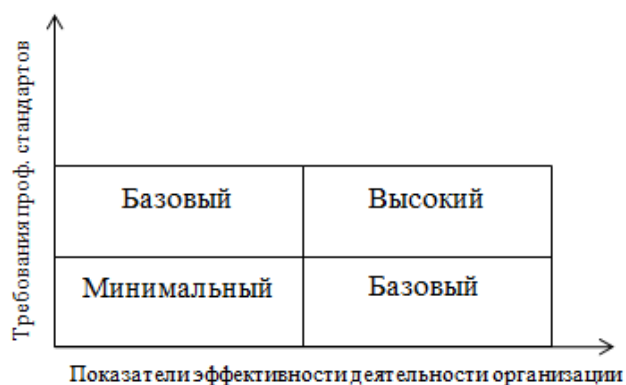 Требования проф. стандартов
Базовый
Высокий
Минимальный
Базовый
Показатели эффективности деятельности организации